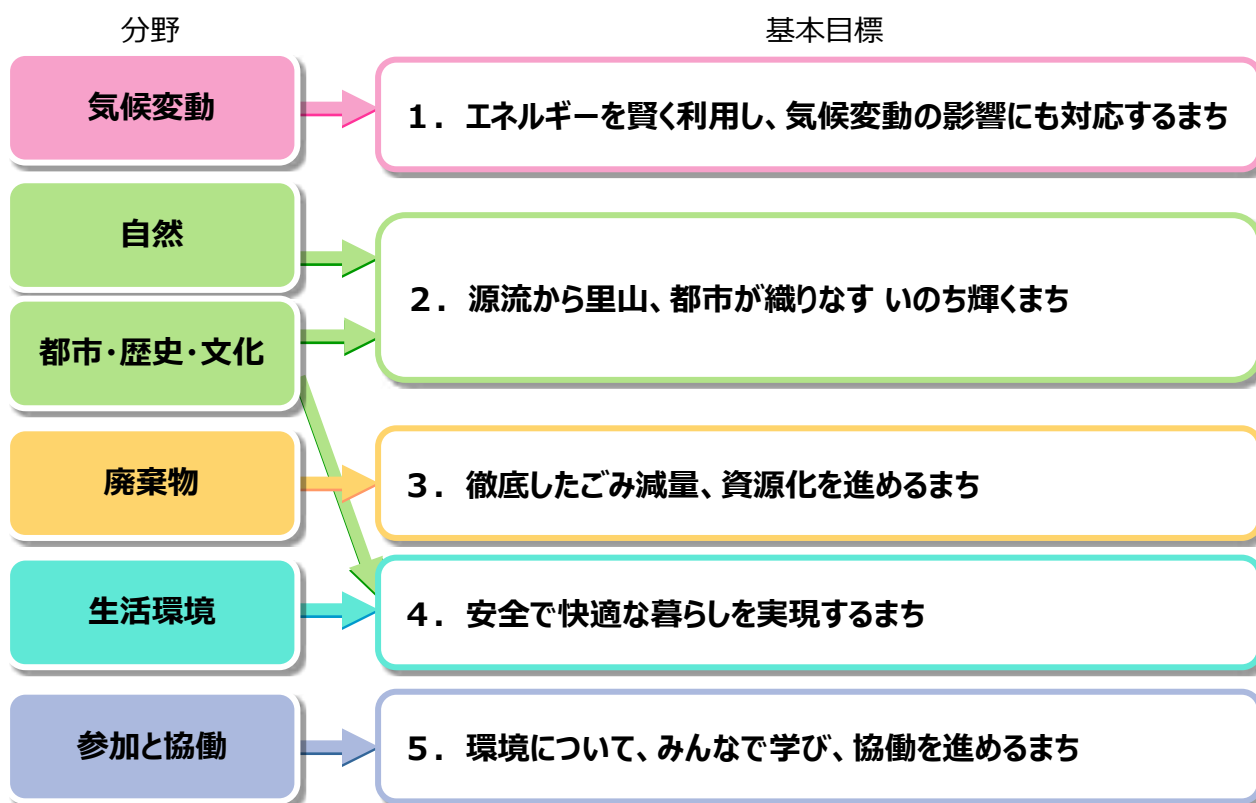 分野
基本目標
気候変動
1. エネルギーを賢く利用し、気候変動の影響にも対応するまち
自然
都市・歴史・文化
2. 源流から里山、都市が織りなす いのち輝くまち
廃棄物
3. 徹底したごみ減量、資源化を進めるまち
生活環境
4. 安全で快適な暮らしを実現するまち
参加と協働
5. 環境について、みんなで学び、協働を進めるまち